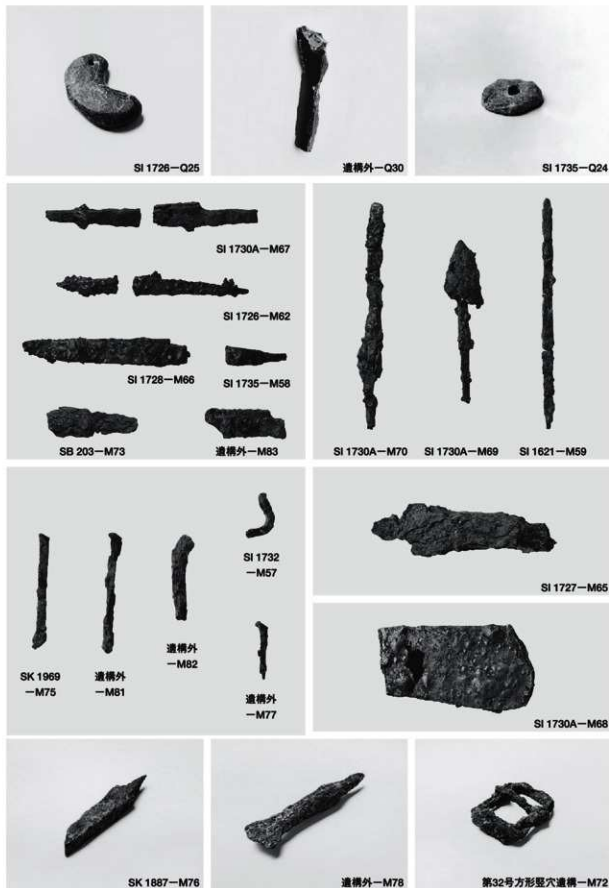 SI 1726－Q25
遺構外－Q30
SI 1735－Q24
SI 1730A－M67
SI 1726－M62
SI 1728－M66
SI 1735－M58
SB 203－M73
遺構外－M83
SI 1730A－M70
SI 1730A－M69
SI 1621－M59
SI 1732
－M57
SK 1969
－M75
遺構外
－M81
遺構外
－M82
遺構外
－M77
SI 1727－M65
SI 1730A－M68
SK 1887－M76
遺構外－M78
第32号方形竪穴遺構－M72